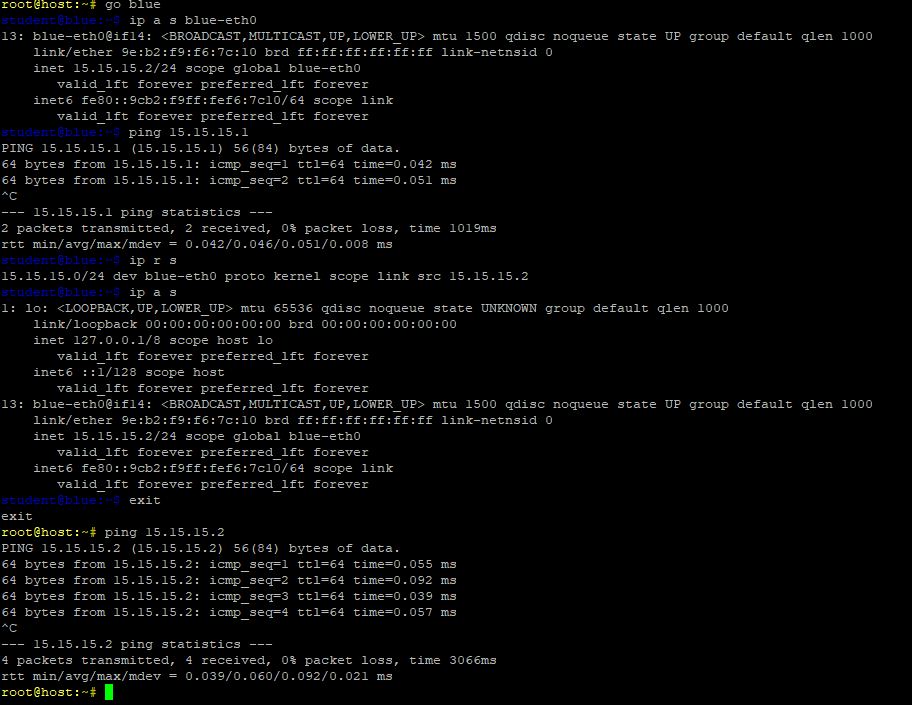 root@host:~# go blue
student@blue:~$ ip a s blue-eth0
13: blue-eth0@if14: <BROADCAST,MULTICAST,UP,LOWER_UP> mtu 1500 qdisc noqueue state UP group default qlen 1000
    link/ether 9e:b2:f9:f6:7c:10 brd ff:ff:ff:ff:ff:ff link-netnsid 0
    inet 15.15.15.2/24 scope global blue-eth0
       valid_lft forever preferred_lft forever
    inet6 fe80::9cb2:f9ff:fef6:7c10/64 scope link
       valid_lft forever preferred_lft forever
student@blue:~$ ping 15.15.15.1
PING 15.15.15.1 (15.15.15.1) 56(84) bytes of data.
64 bytes from 15.15.15.1: icmp_seq=1 ttl=64 time=0.042 ms
64 bytes from 15.15.15.1: icmp_seq=2 ttl=64 time=0.051 ms
^C
--- 15.15.15.1 ping statistics ---
2 packets transmitted, 2 received, 0% packet loss, time 1019ms
rtt min/avg/max/mdev = 0.042/0.046/0.051/0.008 ms
student@blue:~$ ip r s
15.15.15.0/24 dev blue-eth0 proto kernel scope link src 15.15.15.2
student@blue:~$ ip a s
1: lo: <LOOPBACK,UP,LOWER_UP> mtu 65536 qdisc noqueue state UNKNOWN group default qlen 1000
    link/loopback 00:00:00:00:00:00 brd 00:00:00:00:00:00
    inet 127.0.0.1/8 scope host lo
       valid_lft forever preferred_lft forever
    inet6 ::1/128 scope host
       valid_lft forever preferred_lft forever
13: blue-eth0@if14: <BROADCAST,MULTICAST,UP,LOWER_UP> mtu 1500 qdisc noqueue state UP group default qlen 1000
    link/ether 9e:b2:f9:f6:7c:10 brd ff:ff:ff:ff:ff:ff link-netnsid 0
    inet 15.15.15.2/24 scope global blue-eth0
       valid_lft forever preferred_lft forever
    inet6 fe80::9cb2:f9ff:fef6:7c10/64 scope link
       valid_lft forever preferred_lft forever
student@blue:~$ exit
exit
root@host:~# ping 15.15.15.2
PING 15.15.15.2 (15.15.15.2) 56(84) bytes of data.
64 bytes from 15.15.15.2: icmp_seq=1 ttl=64 time=0.055 ms
64 bytes from 15.15.15.2: icmp_seq=2 ttl=64 time=0.092 ms
64 bytes from 15.15.15.2: icmp_seq=3 ttl=64 time=0.039 ms
64 bytes from 15.15.15.2: icmp_seq=4 ttl=64 time=0.057 ms
^C
--- 15.15.15.2 ping statistics ---
4 packets transmitted, 4 received, 0% packet loss, time 3066ms
rtt min/avg/max/mdev = 0.039/0.060/0.092/0.021 ms
root@host:~#